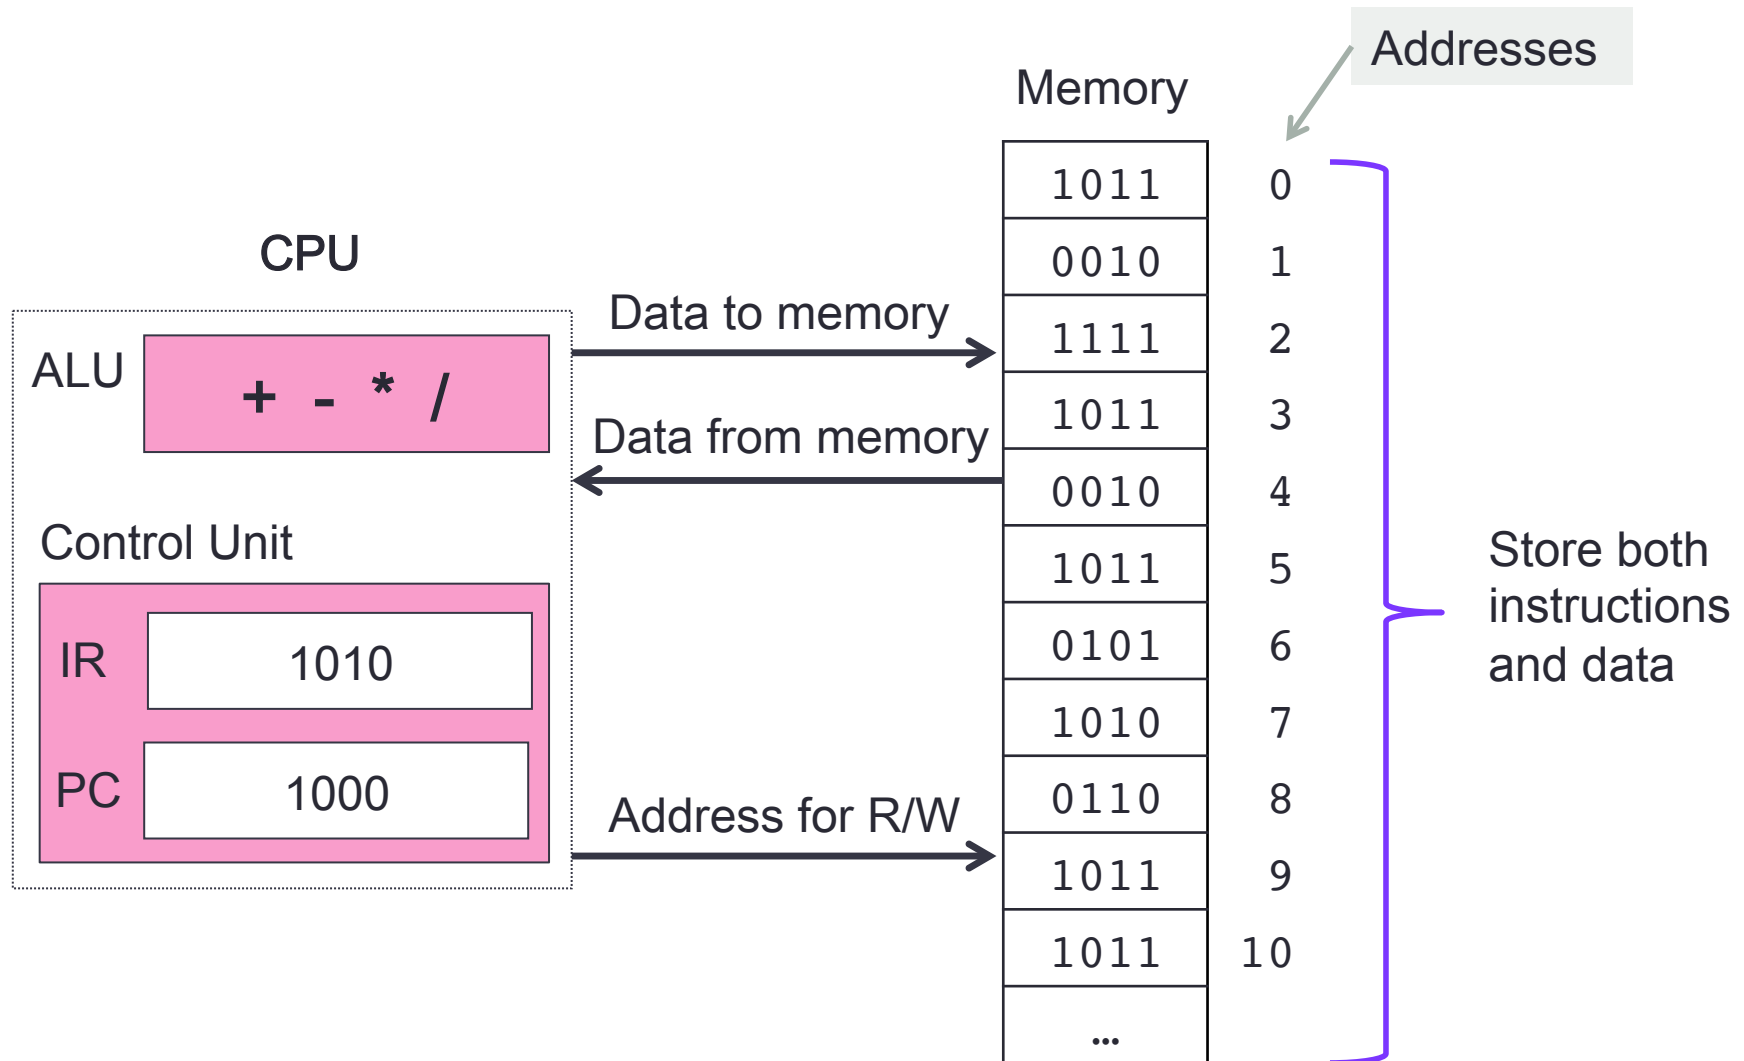 Addresses
Memory
CPU
ALU
+ - * /
Control Unit
IR 1010
PC 1000
Data to memory
Data from memory
Address for R/W
1011 0
0010 1
1111 2
1011 3
0010 4
1011 5
0101 6
1010 7
0110 8
1011 9
1011 10
...
Store both
instructions
and data